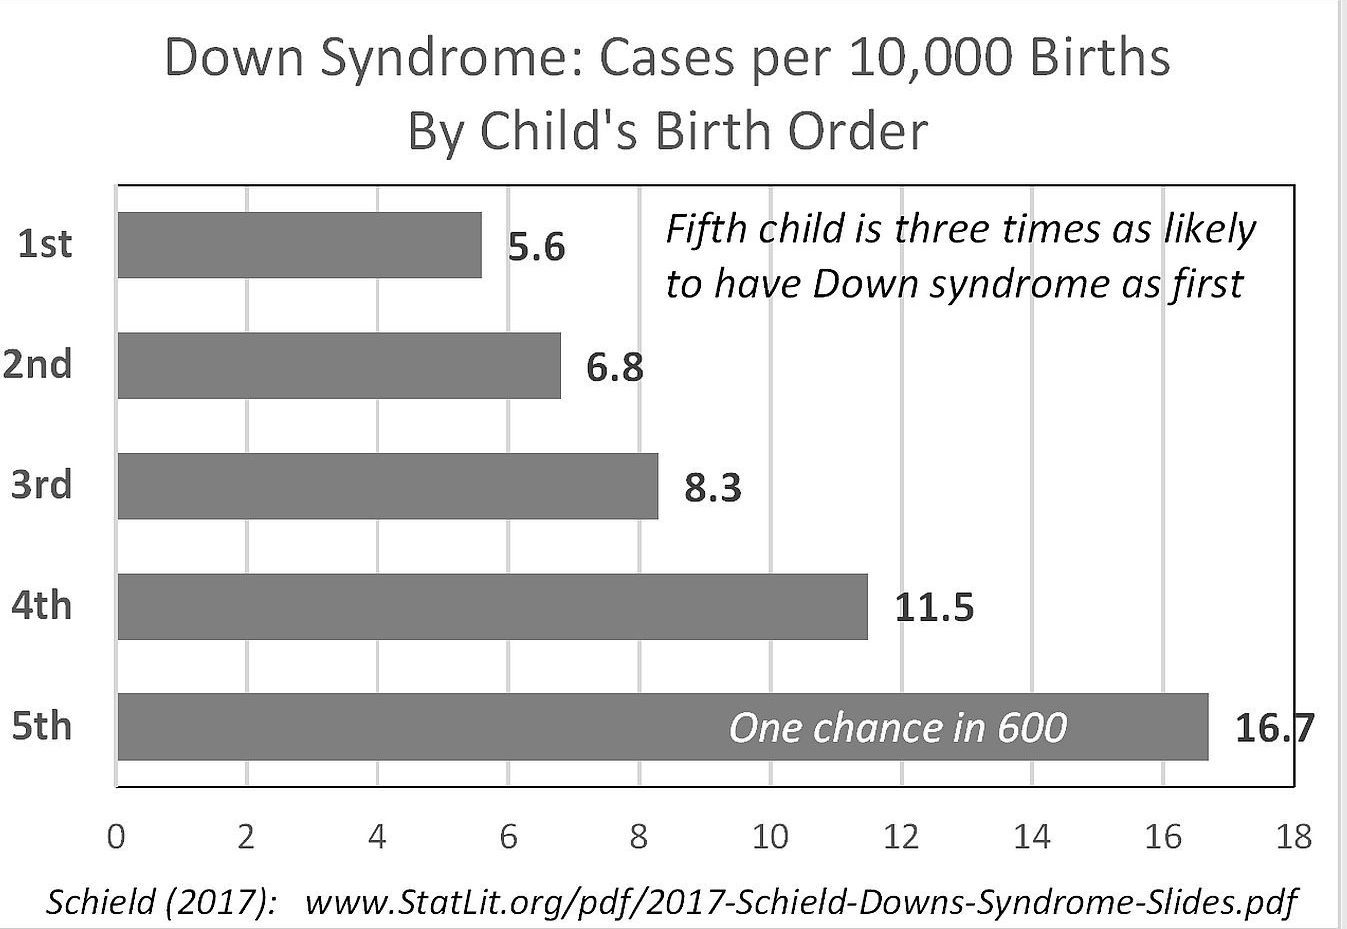 Down Syndrome: Cases per 10,000 Births
By Child's Birth Order
Fifth child is three times as likely
to have Down syndrome as first
1st 5.6
2nd 6.8
3rd 8.3
4th 11.5
5th One chance in 600 16.7
0 2 4 6 8 10 12 14 16 18
Schield (2017): www.StatLit.org/pdf/2017-Schield-Downs-Syndrome-Slides.pdf